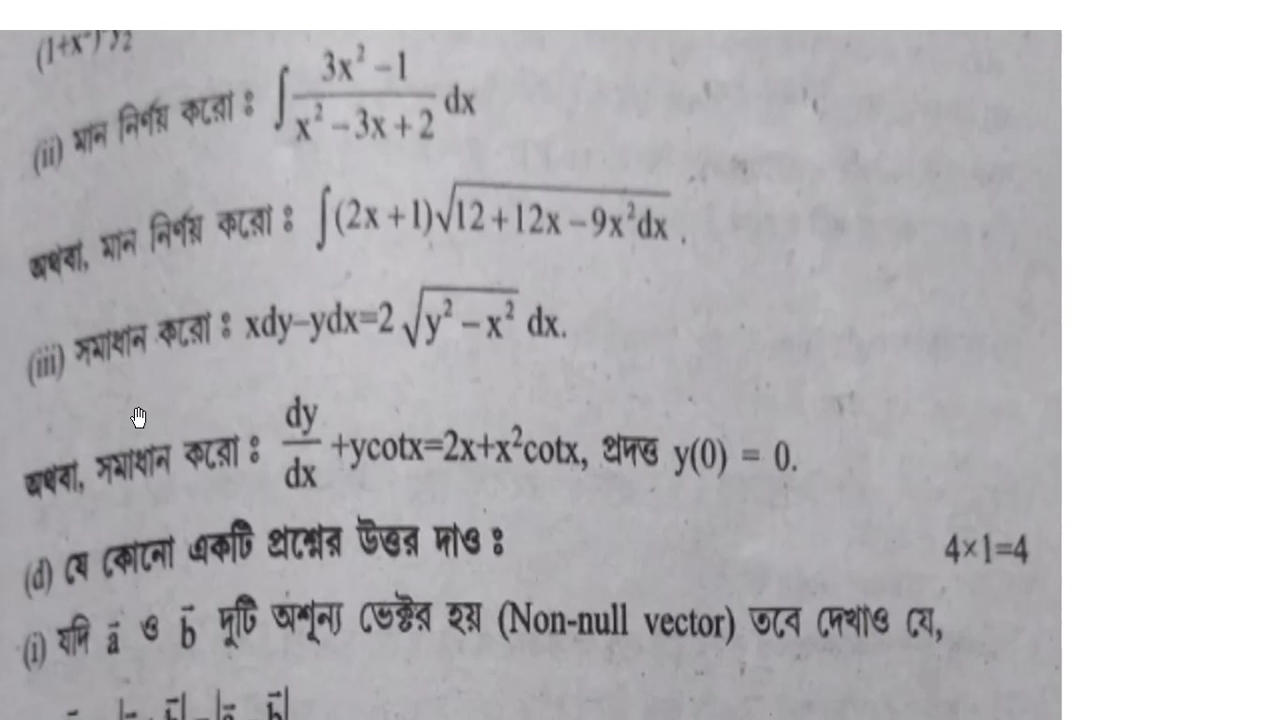 (ii) মান নির্ণয় করো ঃ ∫ (3x² – 1)/(x² – 3x + 2) dx
অথবা, মান নির্ণয় করো ঃ ∫(2x+1)√(12+12x–9x²dx) .
(iii) সমাধান করো ঃ xdy–ydx=2 √(y² – x²) dx.
অথবা, সমাধান করো ঃ dy/dx +ycotx=2x+x²cotx, প্রদত্ত y(0) = 0.
(d) যে কোনো একটি প্রশ্নের উত্তর দাও ঃ 4×1=4
(i) যদি a⃗ ও b⃗ দুটি অশূন্য ভেক্টর হয় (Non-null vector) তবে দেখাও যে,